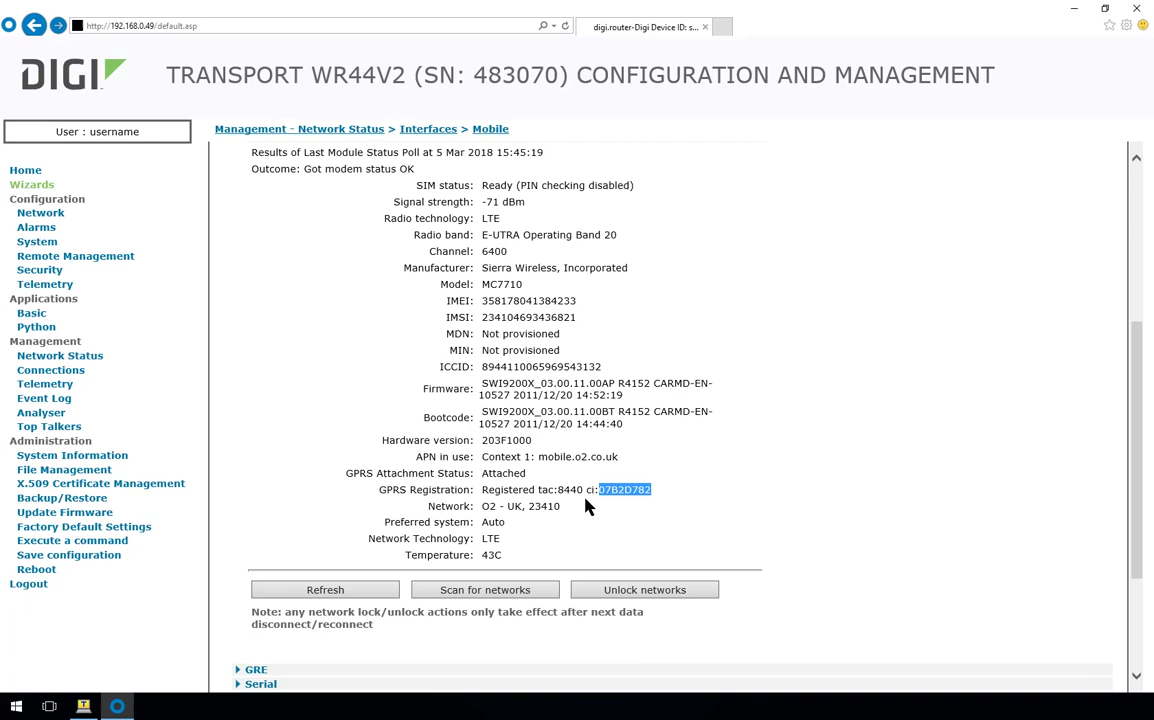 http://192.168.0.49/default.asp
digi.router-Digi Device ID: s...
DIGI
TRANSPORT WR44V2 (SN: 483070) CONFIGURATION AND MANAGEMENT
User : username
Home
Wizards
Configuration
Network
Alarms
System
Remote Management
Security
Telemetry
Applications
Basic
Python
Management
Network Status
Connections
Telemetry
Event Log
Analyser
Top Talkers
Administration
System Information
File Management
X.509 Certificate Management
Backup/Restore
Update Firmware
Factory Default Settings
Execute a command
Save configuration
Reboot
Logout
Management - Network Status > Interfaces > Mobile
Results of Last Module Status Poll at 5 Mar 2018 15:45:19
Outcome: Got modem status OK
SIM status: Ready (PIN checking disabled)
Signal strength: -71 dBm
Radio technology: LTE
Radio band: E-UTRA Operating Band 20
Channel: 6400
Manufacturer: Sierra Wireless, Incorporated
Model: MC7710
IMEI: 358178041384233
IMSI: 234104693436821
MDN: Not provisioned
MIN: Not provisioned
ICCID: 8944110065969543132
Firmware: SWI9200X_03.00.11.00AP R4152 CARMD-EN-
10527 2011/12/20 14:52:19
Bootcode: SWI9200X_03.00.11.00BT R4152 CARMD-EN-
10527 2011/12/20 14:44:40
Hardware version: 203F1000
APN in use: Context 1: mobile.o2.co.uk
GPRS Attachment Status: Attached
GPRS Registration: Registered tac:8440 ci:07B2D782
Network: O2 - UK, 23410
Preferred system: Auto
Network Technology: LTE
Temperature: 43C
Refresh
Scan for networks
Unlock networks
Note: any network lock/unlock actions only take effect after next data
disconnect/reconnect
GRE
Serial